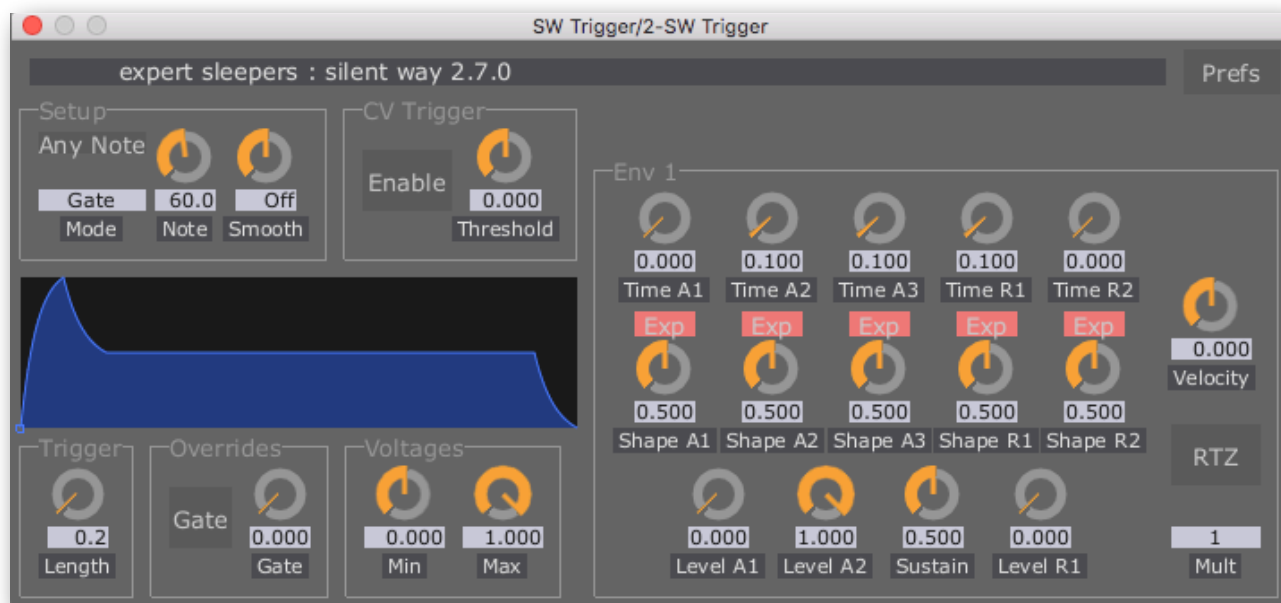 SW Trigger/2-SW Trigger
expert sleepers : silent way 2.7.0
Prefs
Setup
Any Note
Gate 60.0 Off
Mode Note Smooth
CV Trigger
Enable
0.000
Threshold
Env 1
0.000 0.100 0.100 0.100 0.000
Time A1 Time A2 Time A3 Time R1 Time R2
Exp Exp Exp Exp Exp
0.500 0.500 0.500 0.500 0.500
Shape A1 Shape A2 Shape A3 Shape R1 Shape R2
0.000 1.000 0.500 0.000
Level A1 Level A2 Sustain Level R1
0.000
Velocity
RTZ
1
Mult
Trigger
0.2
Length
Overrides
Gate
0.000
Gate
Voltages
0.000 1.000
Min Max